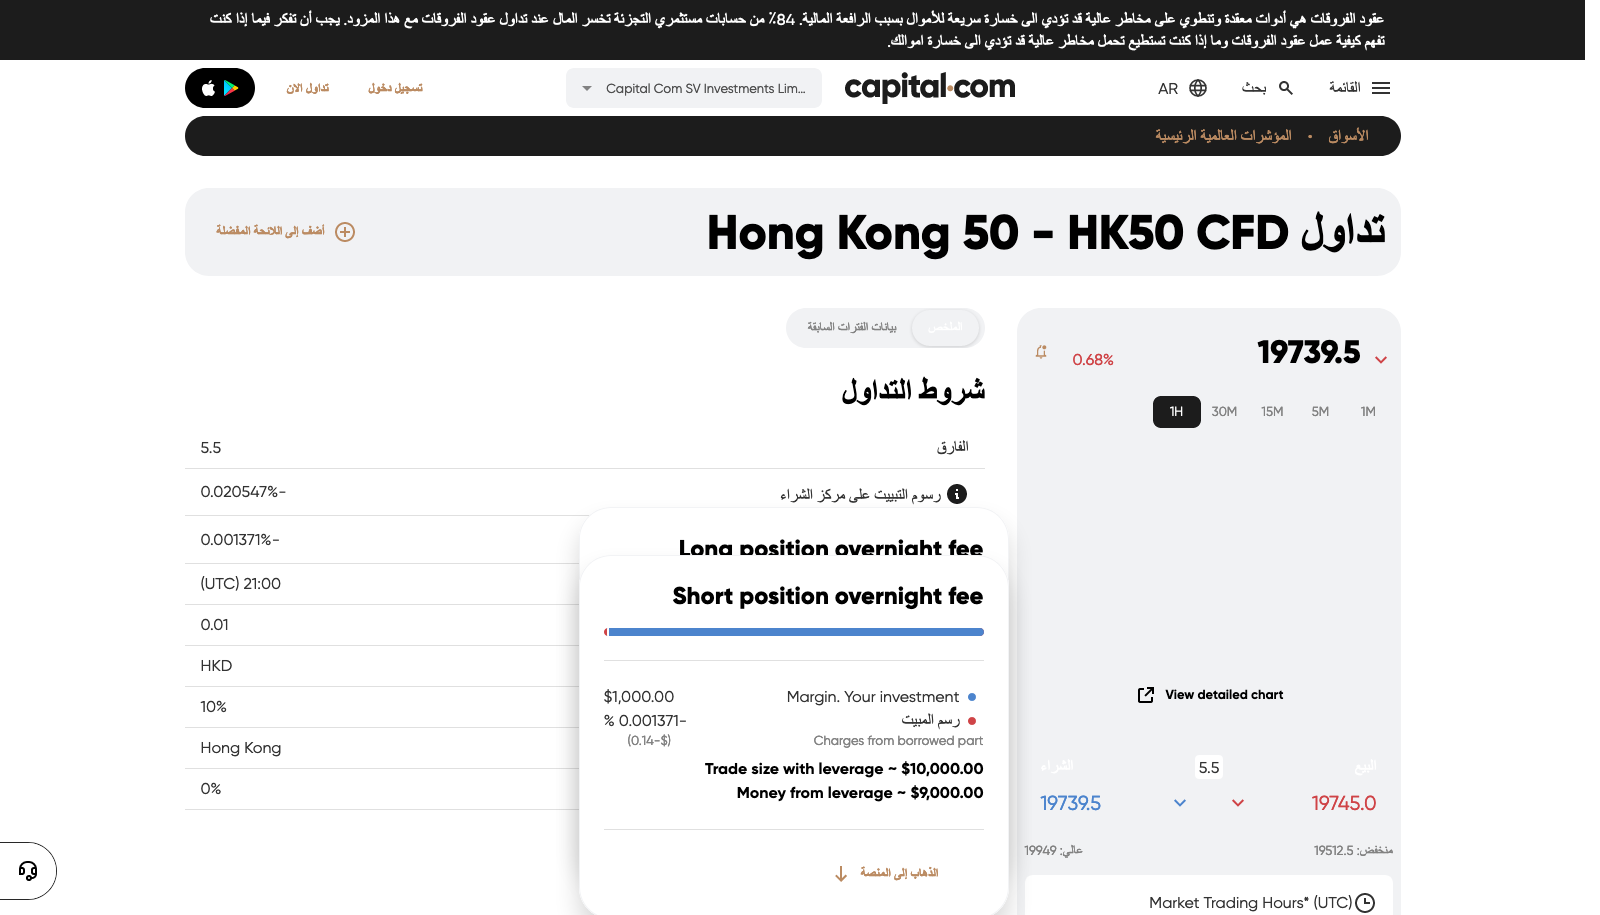 عقود الفروقات هي أدوات معقدة وتنطوي على مخاطر عالية قد تؤدي الى خسارة سريعة للأموال بسبب الرافعة المالية. 84٪ من حسابات مستثمري التجزئة تخسر المال عند تداول عقود الفروقات مع هذا المزود. يجب أن تفكر فيما إذا كنت
تفهم كيفية عمل عقود الفروقات وما إذا كنت تستطيع تحمل مخاطر عالية قد تؤدي الى خسارة اموالك.
القائمة
بحث
AR
capital.com
Capital Com SV Investments Lim...
تسجيل دخول
تداول الان
الأسواق • المؤشرات العالمية الرئيسية
تداول Hong Kong 50 - HK50 CFD
أضف إلى اللائحة المفضلة
19739.5
0.68%
1M
5M
15M
30M
1H
View detailed chart
البيع
5.5
الشراء
19745.0
19739.5
منخفض: 19512.5
عالي: 19949
Market Trading Hours* (UTC)
الملخص
بيانات الفترات السابقة
شروط التداول
الفارق
5.5
رسوم التبييت على مركز الشراء
0.020547%-
0.001371%-
(UTC) 21:00
0.01
HKD
10%
Hong Kong
0%
Long position overnight fee
Short position overnight fee
Margin. Your investment
$1,000.00
رسم المبيت
% 0.001371-
Charges from borrowed part
(0.14-$)
Trade size with leverage ~ $10,000.00
Money from leverage ~ $9,000.00
الذهاب إلى المنصة